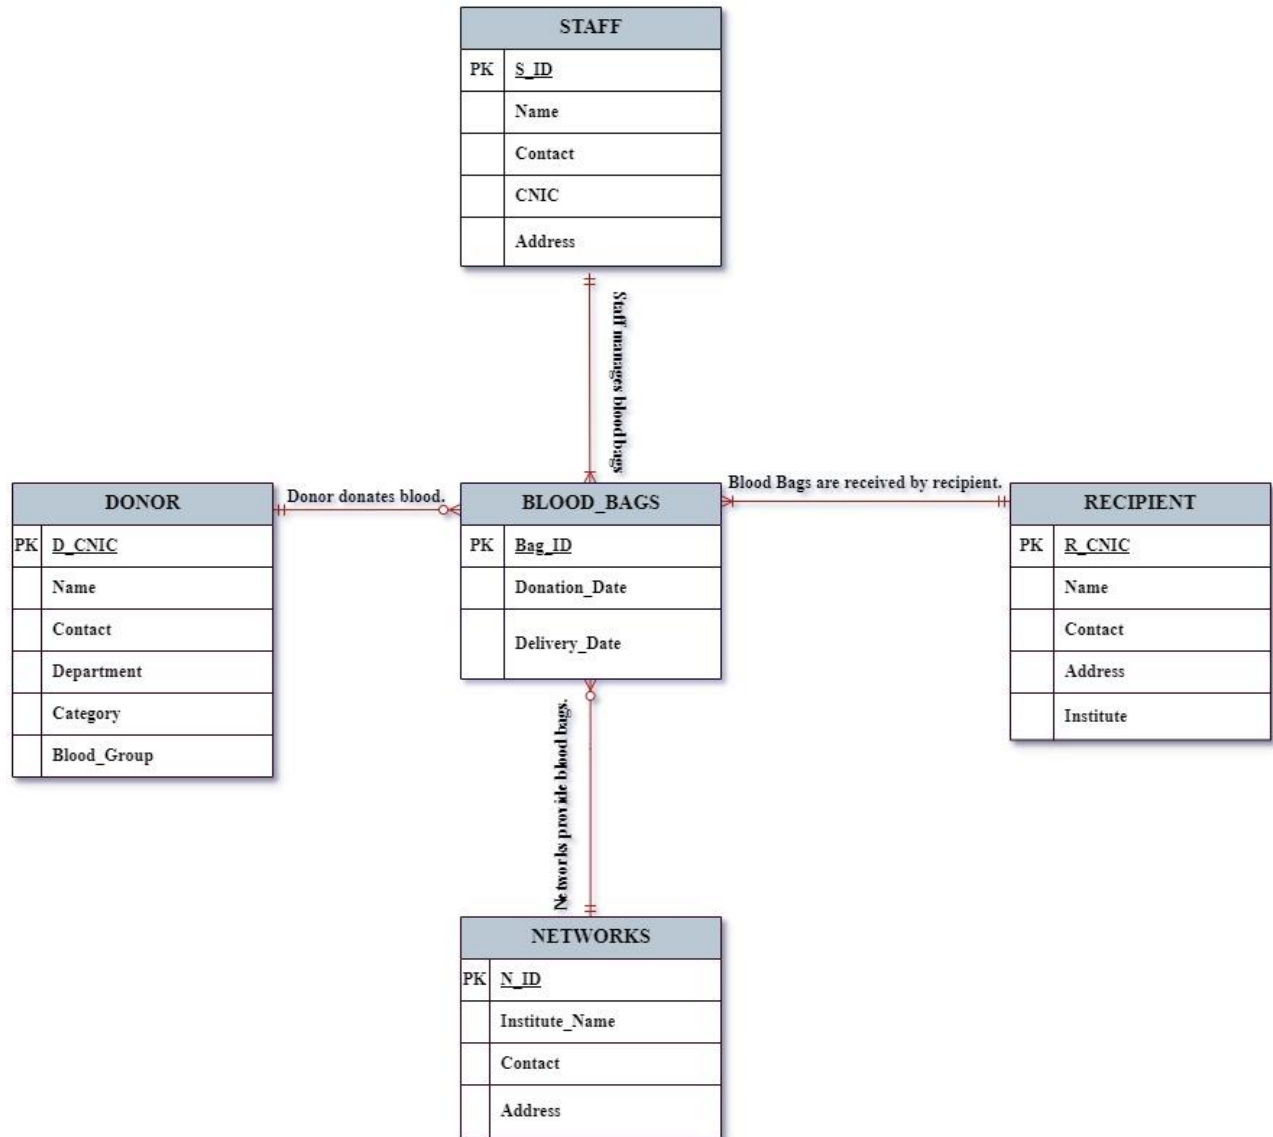 STAFF
PK S_ID
Name
Contact
CNIC
Address
Staff manages blood bags
DONOR
PK D_CNIC
Name
Contact
Department
Category
Blood_Group
Donor donates blood.
BLOOD_BAGS
PK Bag_ID
Donation_Date
Delivery_Date
Blood Bags are received by recipient.
RECIPIENT
PK R_CNIC
Name
Contact
Address
Institute
Networks provide blood bags.
NETWORKS
PK N_ID
Institute_Name
Contact
Address